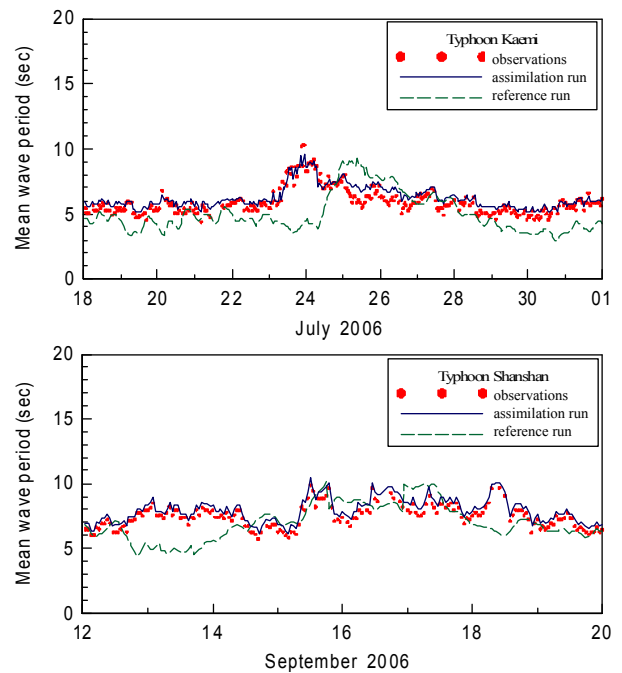 20
15
10
5
0
Mean wave period (sec)
Typhoon Kaemi
observations
assimilation run
reference run
18 20 22 24 26 28 30 01
July 2006
20
15
10
5
0
Mean wave period (sec)
Typhoon Shanshan
observations
assimilation run
reference run
12 14 16 18 20
September 2006